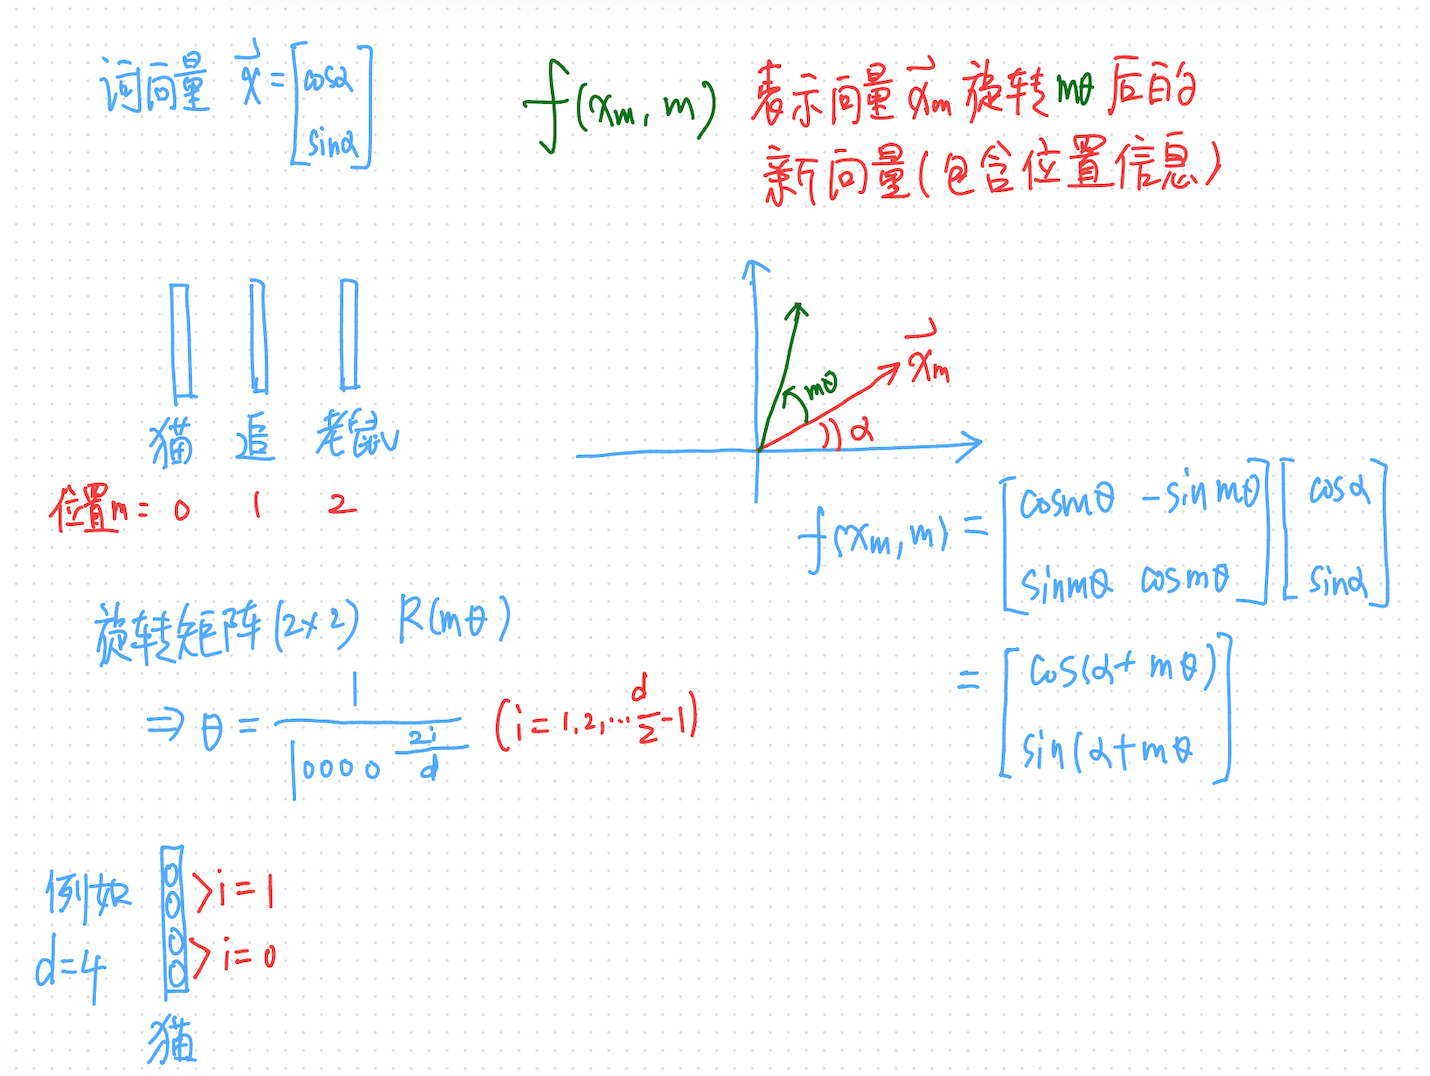 词向量 x⃗ = [cosα
sinα]
f(xₘ, m) 表示向量 x⃗ₘ 旋转 mθ 后的
新向量(包含位置信息)
猫 追 老鼠
位置m = 0 1 2
mθ
x⃗ₘ
α
f(xₘ, m) = [cosmθ -sin mθ [cosα
sinmθ cosmθ] sinα]
= [cos(α+mθ)
sin(α+mθ]
旋转矩阵(2×2) R(mθ)
⇒ θ = 1 / 10000^(2i/d) (i = 1, 2, ... d/2 -1)
例如
d=4
>i=1
>i=0
猫